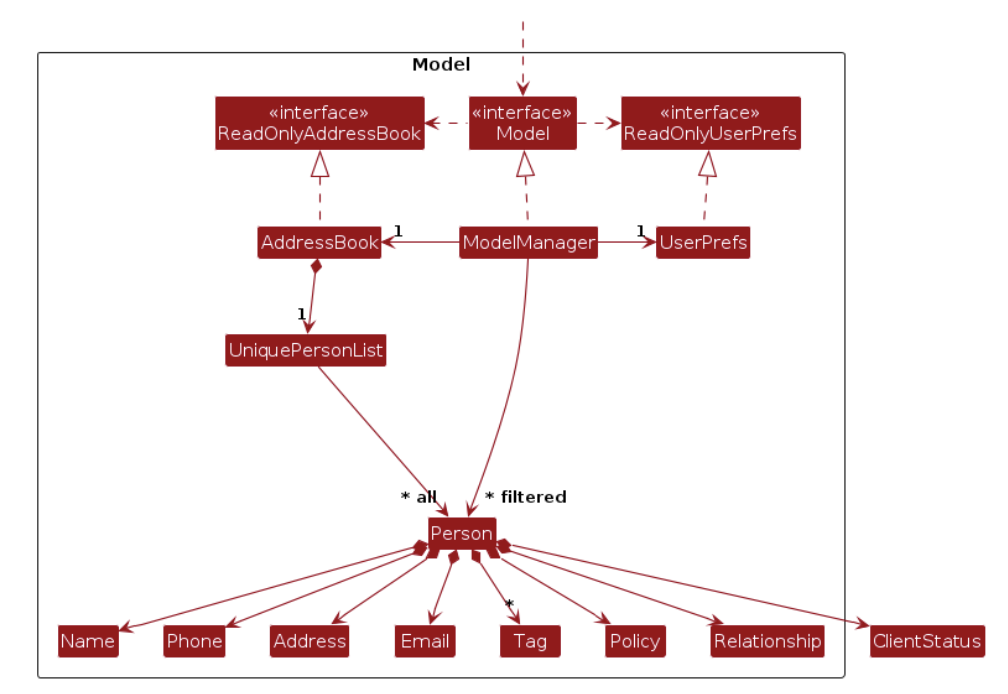 Model
«interface»
ReadOnlyAddressBook
«interface»
Model
«interface»
ReadOnlyUserPrefs
AddressBook
1
ModelManager
1
UserPrefs
1
UniquePersonList
* all
* filtered
Person
*
Name
Phone
Address
Email
Tag
Policy
Relationship
ClientStatus